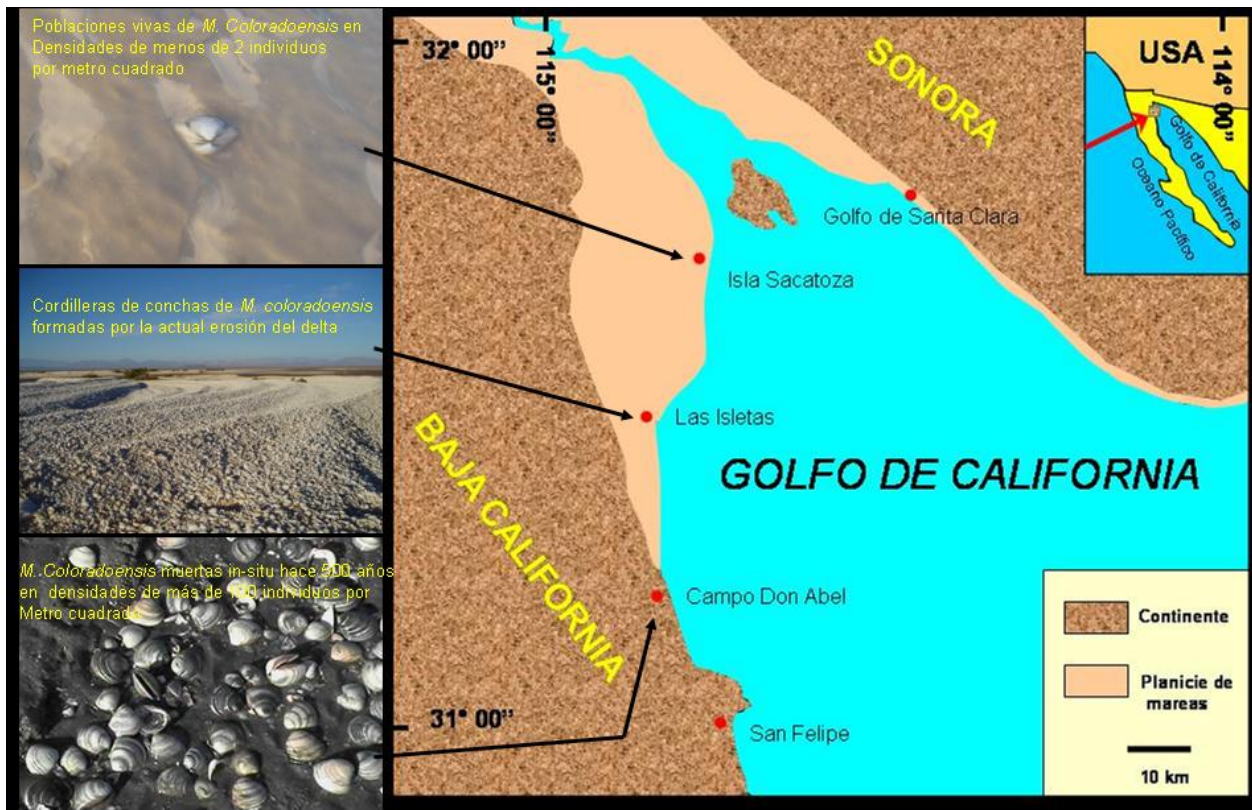 Poblaciones vivas de M. Coloradoensis en
Densidades de menos de 2 individuos
por metro cuadrado
Cordilleras de conchas de M. coloradoensis
formadas por la actual erosión del delta
M. Coloradoensis muertas in-situ hace 500 años
en densidades de más de 100 individuos por
Metro cuadrado
32° 00”
115° 00”
SONORA
USA
114° 00”
Golfo de California
Oceano Pacífico
Golfo de Santa Clara
Isla Sacatoza
Las Isletas
GOLFO DE CALIFORNIA
BAJA CALIFORNIA
Campo Don Abel
31° 00”
San Felipe
Continente
Planicie de
mareas
10 km